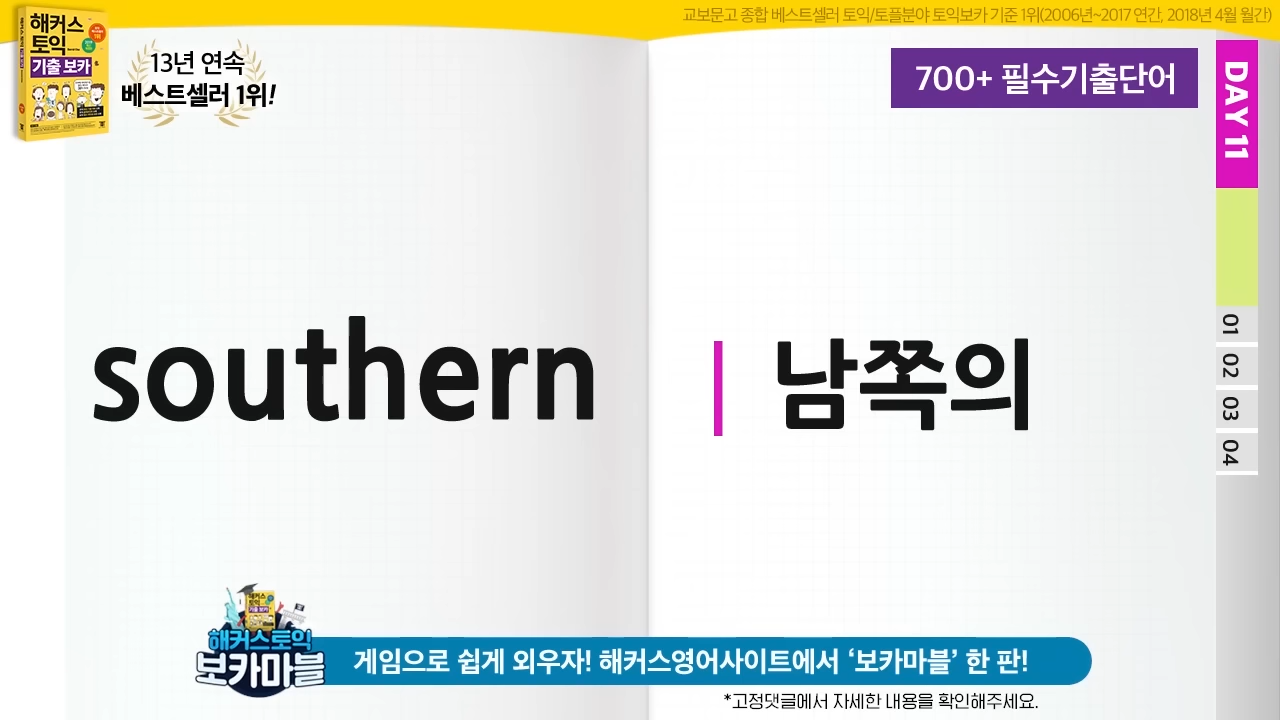 교보문고 종합 베스트셀러 토익/토플분야 토익보카 기준 1위(2006년~2017 연간, 2018년 4월 월간)
해커스
토익
기출 보카
13년 연속
베스트셀러 1위!
700+ 필수기출단어
DAY 11
01
02
03
04
southern
남쪽의
해커스토익
보카마블
게임으로 쉽게 외우자! 해커스영어사이트에서 ‘보카마블’ 한 판!
*고정댓글에서 자세한 내용을 확인해주세요.